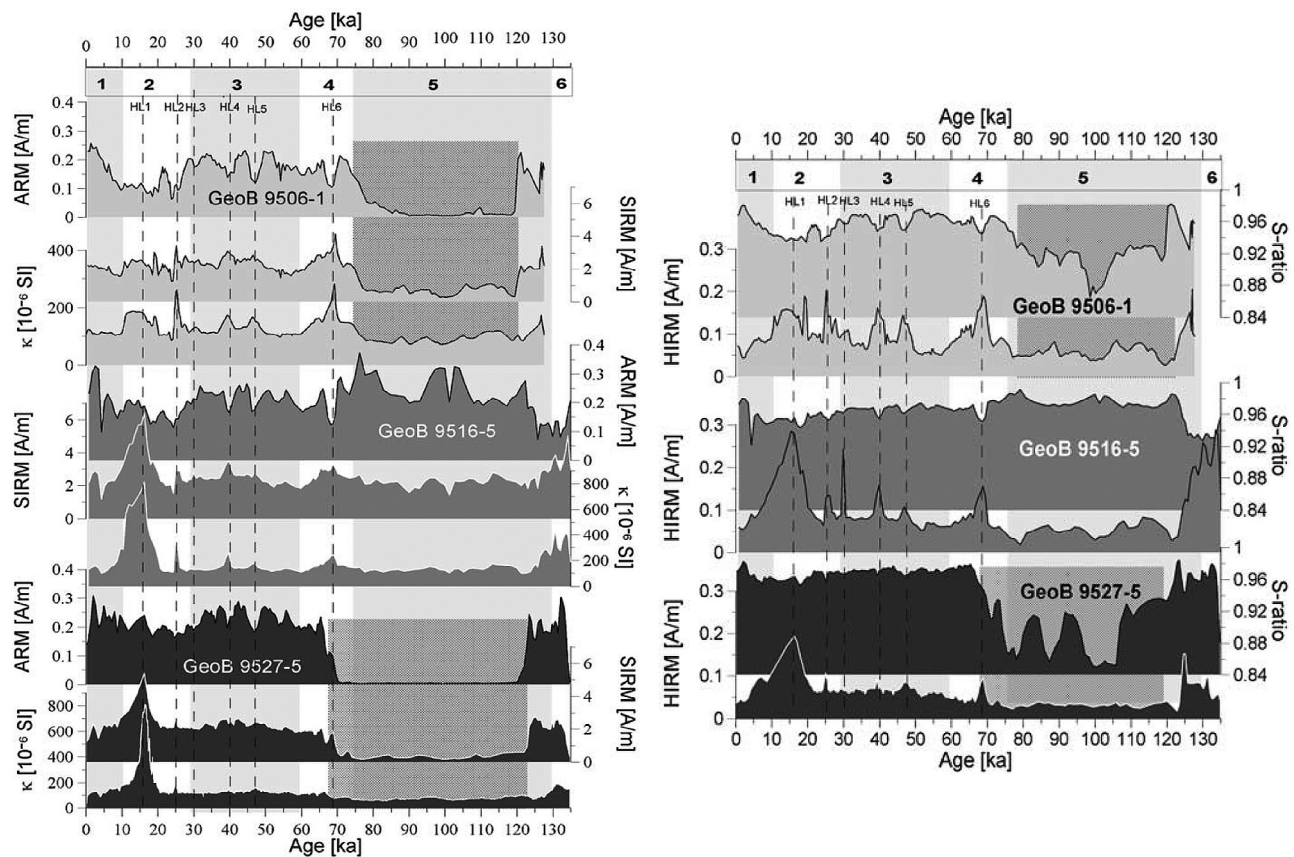 Age [ka]
0 10 20 30 40 50 60 70 80 90 100 110 120 130
1 2 3 4 5 6
HL1 HL2 HL3 HL4 HL5 HL6
ARM [A/m]
0.4
0.3
0.2
0.1
0
GeoB 9506-1
SIRM [A/m]
6
4
2
0
κ [10⁻⁶ SI]
400
200
0
ARM [A/m]
0.4
0.3
0.2
0.1
0
GeoB 9516-5
SIRM [A/m]
6
4
2
0
κ [10⁻⁶ SI]
800
600
400
200
0
ARM [A/m]
0.4
0.3
0.2
0.1
0
GeoB 9527-5
SIRM [A/m]
6
4
2
0
κ [10⁻⁶ SI]
800
600
400
200
0
0 10 20 30 40 50 60 70 80 90 100 110 120 130
Age [ka]
Age [ka]
0 10 20 30 40 50 60 70 80 90 100 110 120 130
1 2 3 4 5 6
HL1 HL2 HL3 HL4 HL5 HL6
S-ratio
1
0.96
0.92
0.88
0.84
GeoB 9506-1
HIRM [A/m]
0.3
0.2
0.1
0
S-ratio
1
0.96
0.92
0.88
0.84
GeoB 9516-5
HIRM [A/m]
0.3
0.2
0.1
0
S-ratio
1
0.96
0.92
0.88
0.84
GeoB 9527-5
HIRM [A/m]
0.3
0.2
0.1
0
0 10 20 30 40 50 60 70 80 90 100 110 120 130
Age [ka]